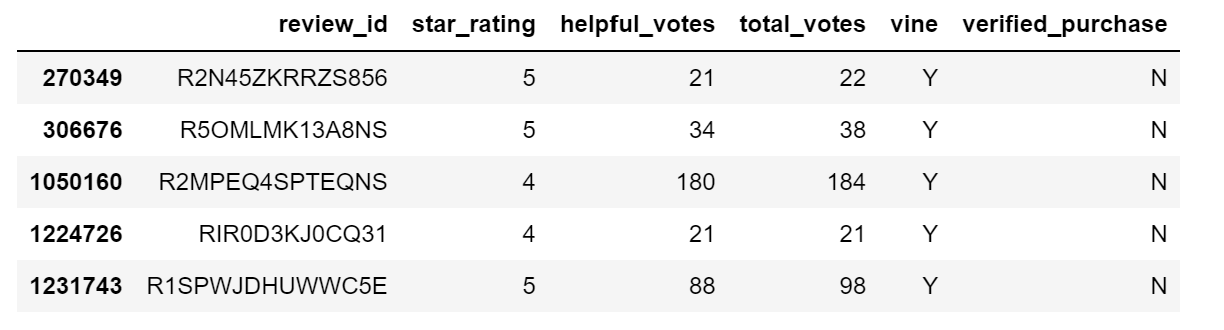 review_id star_rating helpful_votes total_votes vine verified_purchase
270349 R2N45ZKRRZS856 5 21 22 Y N
306676 R5OMLMK13A8NS 5 34 38 Y N
1050160 R2MPEQ4SPTEQNS 4 180 184 Y N
1224726 RIR0D3KJ0CQ31 4 21 21 Y N
1231743 R1SPWJDHUWWC5E 5 88 98 Y N